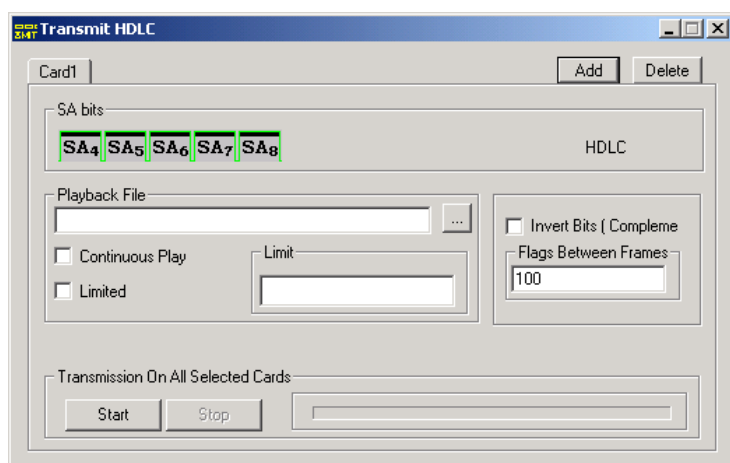 SMT Transmit HDLC
Card1 Add Delete
SA bits
SA4 SA5 SA6 SA7 SA8 HDLC
Playback File
...
Invert Bits ( Compleme
Continuous Play
Limit
Flags Between Frames
100
Limited
Transmission On All Selected Cards
Start Stop